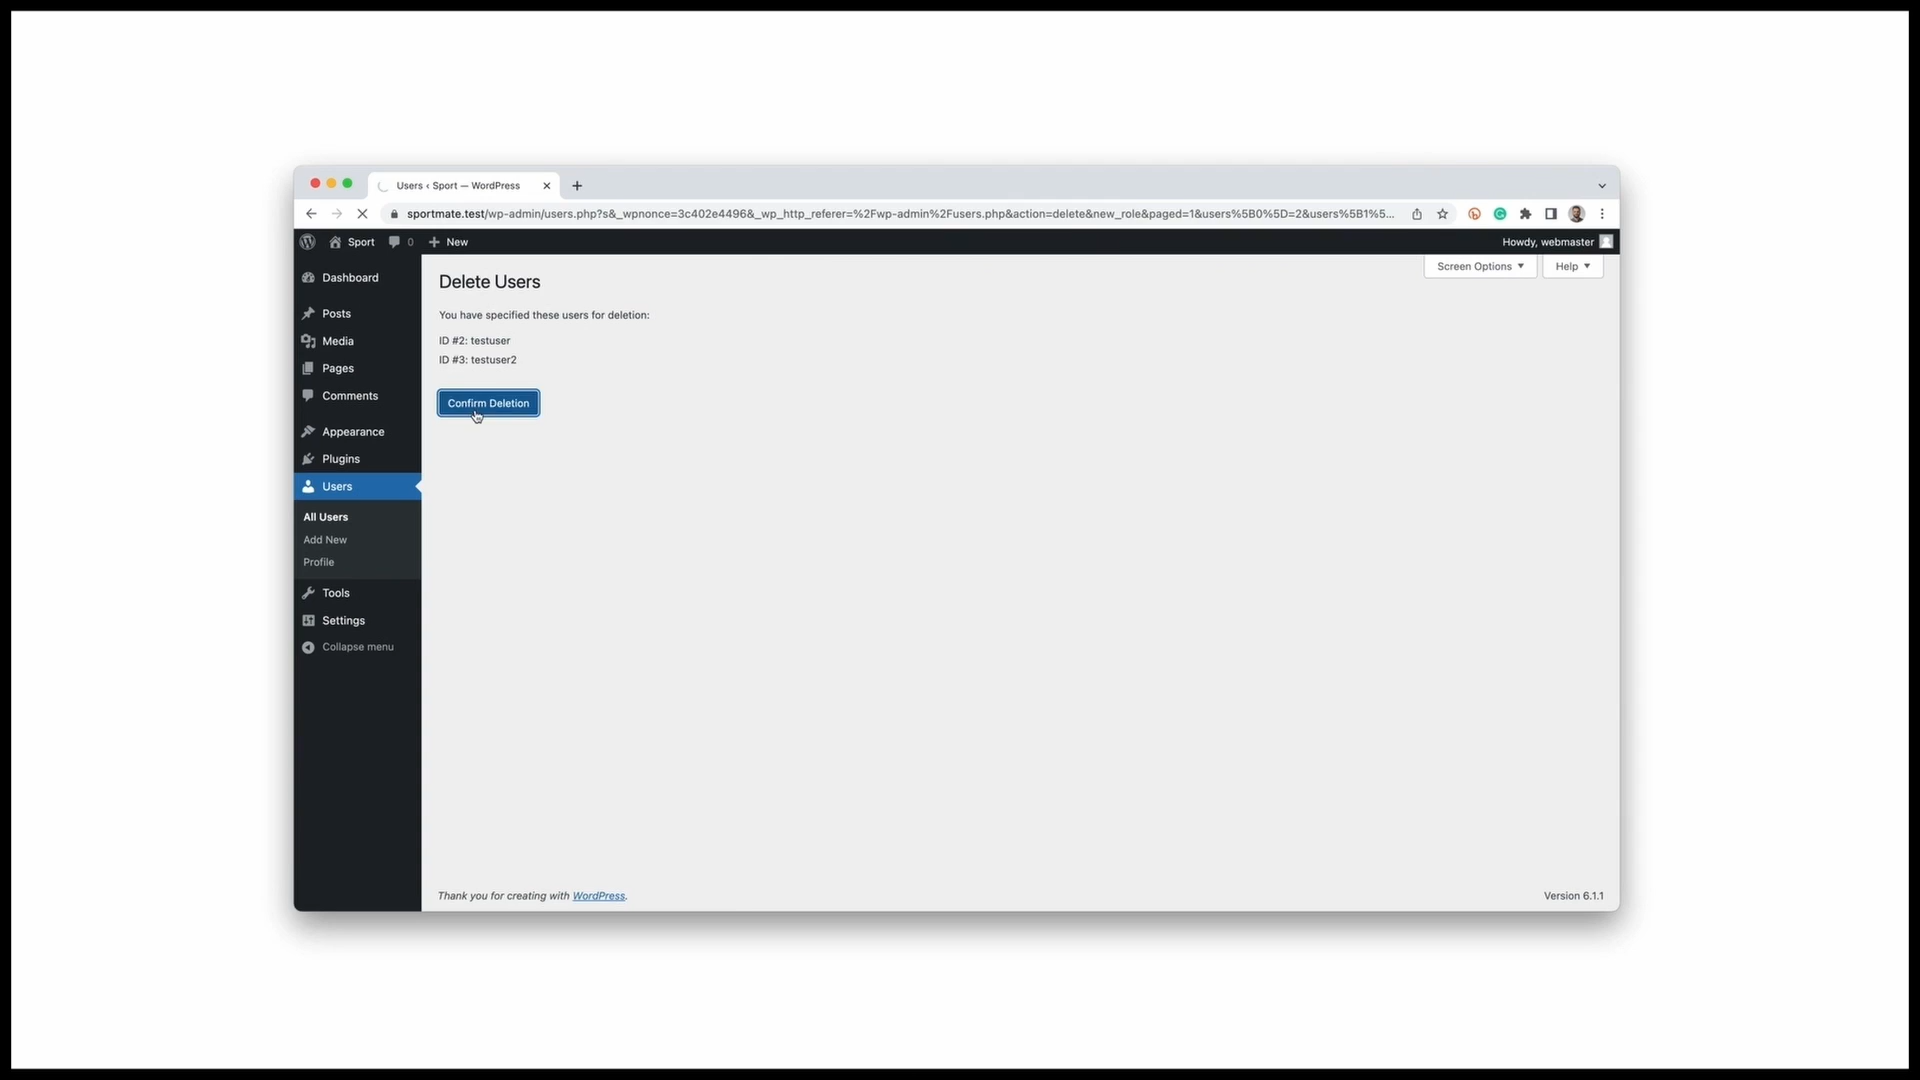 Users ‹ Sport — WordPress
sportmate.test/wp-admin/users.php?s&_wpnonce=3c402e4496&_wp_http_referer=%2Fwp-admin%2Fusers.php&action=delete&new_role&paged=1&users%5B0%5D=2&users%5B1%5...
Sport 0 New Howdy, webmaster
Screen Options Help
Dashboard
Posts
Media
Pages
Comments
Appearance
Plugins
Users
All Users
Add New
Profile
Tools
Settings
Collapse menu
Delete Users
You have specified these users for deletion:
ID #2: testuser
ID #3: testuser2
Confirm Deletion
Thank you for creating with WordPress. Version 6.1.1